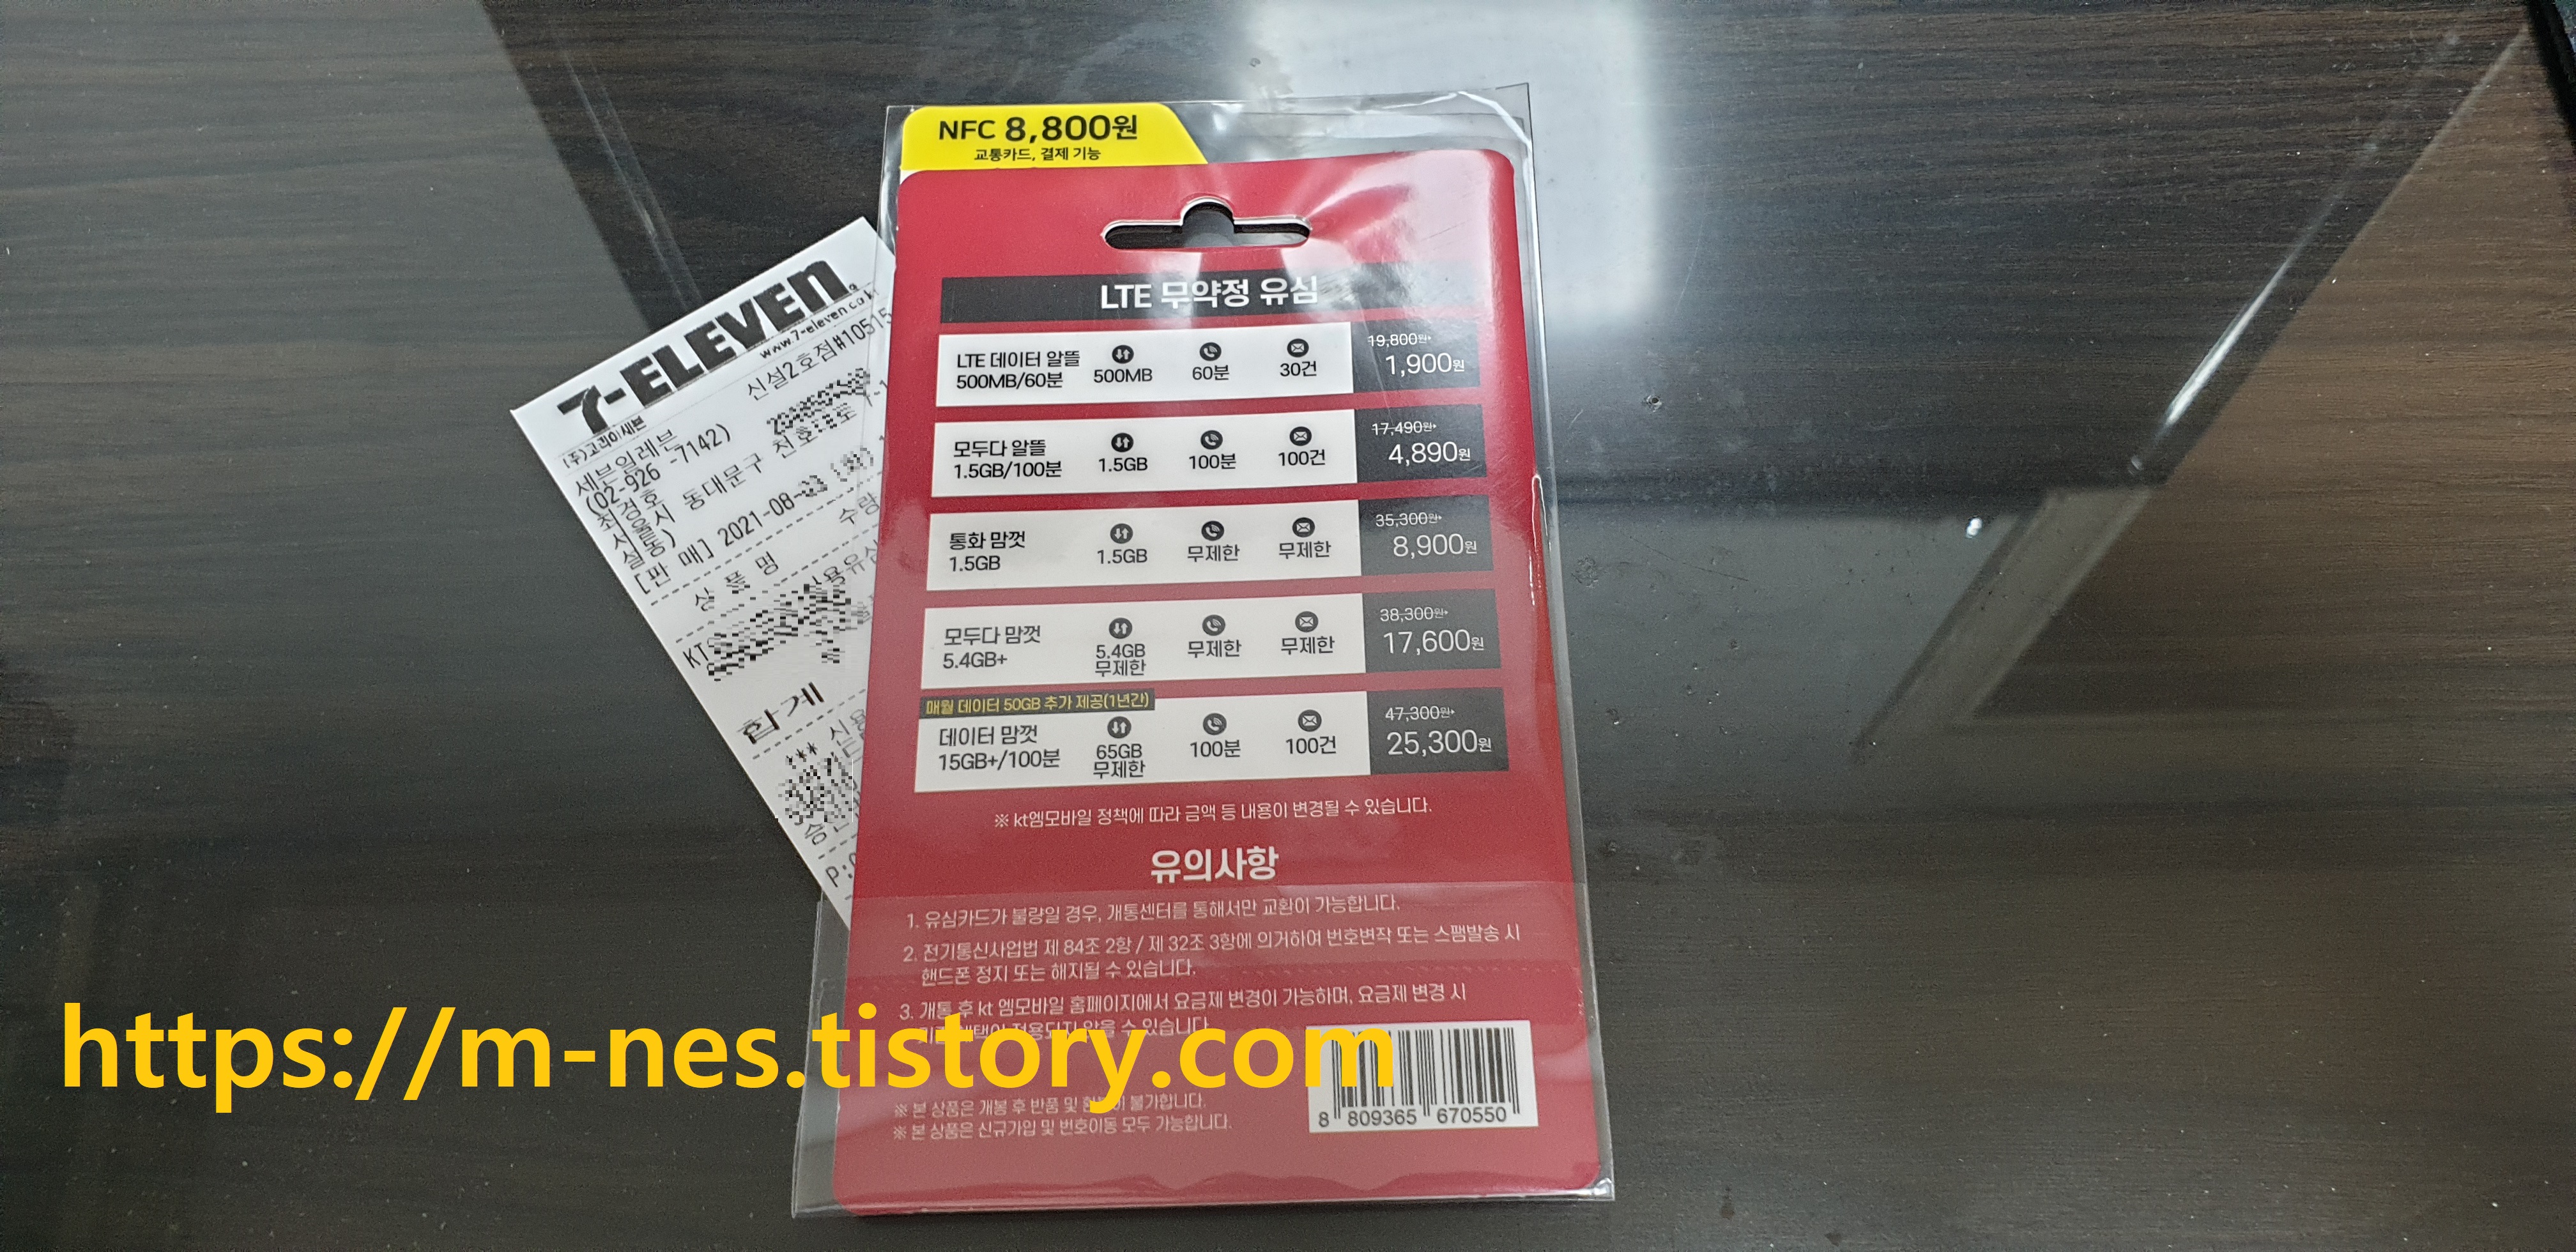 NFC 8,800원
교통카드, 결제 기능
LTE 무약정 유심
LTE 데이터 알뜰
500MB/60분
500MB
60분
30건
19,800원
1,900원
모두다 알뜰
1.5GB/100분
1.5GB
100분
100건
17,490원
4,890원
통화 맘껏
1.5GB
1.5GB
무제한
무제한
35,300원
8,900원
모두다 맘껏
5.4GB+
5.4GB
무제한
무제한
무제한
38,300원
17,600원
매월 데이터 50GB 추가 제공(1년간)
데이터 맘껏
15GB+/100분
65GB
무제한
100분
100건
47,300원
25,300원
※ kt엠모바일 정책에 따라 금액 등 내용이 변경될 수 있습니다.
유의사항
1. 유심카드가 불량일 경우, 개통센터를 통해서만 교환이 가능합니다.
2. 전기통신사업법 제 84조 2항 / 제 32조 3항에 의거하여 번호변작 또는 스팸발송 시
핸드폰 정지 또는 해지될 수 있습니다.
3. 개통 후 kt 엠모바일 홈페이지에서 요금제 변경이 가능하며, 요금제 변경 시
수 있습니다.
※ 본 상품은 개봉 후 반품 및 불가합니다.
※ 본 상품은 신규가입 및 번호이동 모두 가능합니다.
8 809365 670550
7-ELEVEN
www.7-eleven.co.k
(주)코리아세븐
세븐일레븐 신설2호점#10515
(02-926 -7142)
최경호
서울시 동대문구 천호
설동)
[판 매] 2021-08-
상 품 명 수량
KT 유심
합계
*** 신용
https://m-nes.tistory.com